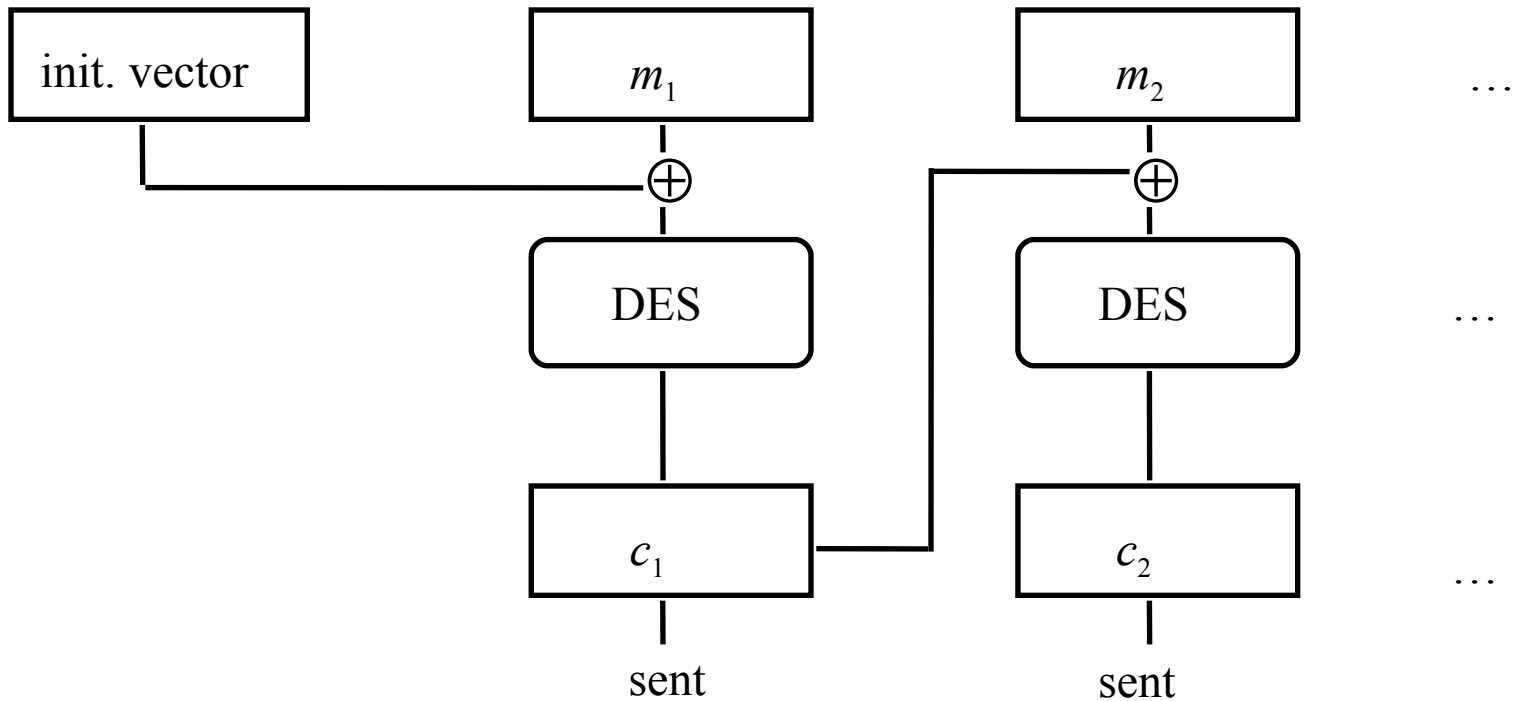 init. vector m₁ m₂ …
DES DES …
c₁ c₂ …
sent sent